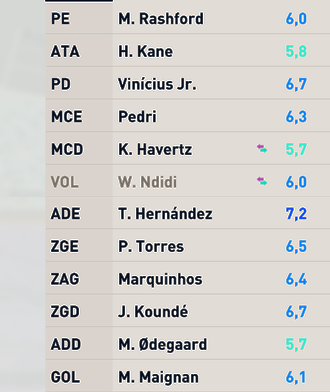 PE M. Rashford 6,0
ATA H. Kane 5,8
PD Vinícius Jr. 6,7
MCE Pedri 6,3
MCD K. Havertz 5,7
VOL W. Ndidi 6,0
ADE T. Hernández 7,2
ZGE P. Torres 6,5
ZAG Marquinhos 6,4
ZGD J. Koundé 6,7
ADD M. Ødegaard 5,7
GOL M. Maignan 6,1